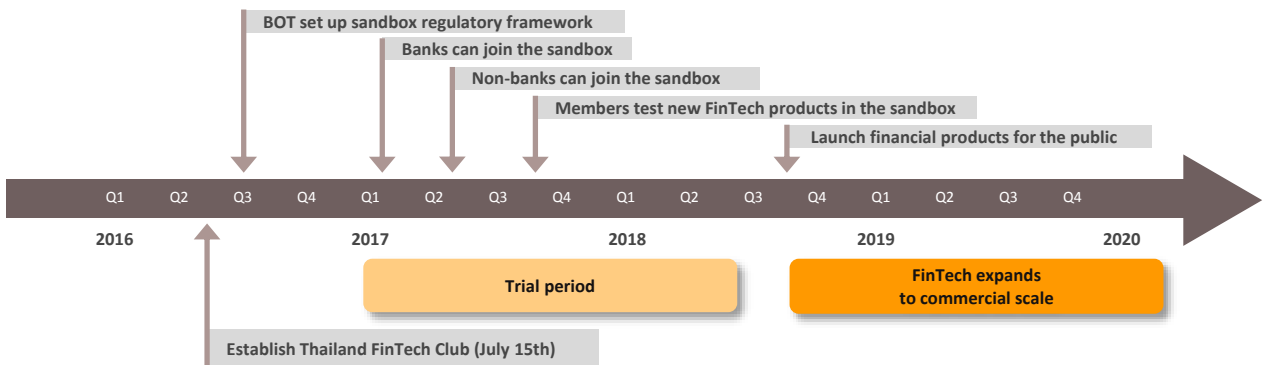 BOT set up sandbox regulatory framework
Banks can join the sandbox
Non-banks can join the sandbox
Members test new FinTech products in the sandbox
Launch financial products for the public
Q1 Q2 Q3 Q4 Q1 Q2 Q3 Q4 Q1 Q2 Q3 Q4 Q1 Q2 Q3 Q4
2016 2017 2018 2019 2020
Trial period
FinTech expands
to commercial scale
Establish Thailand FinTech Club (July 15th)